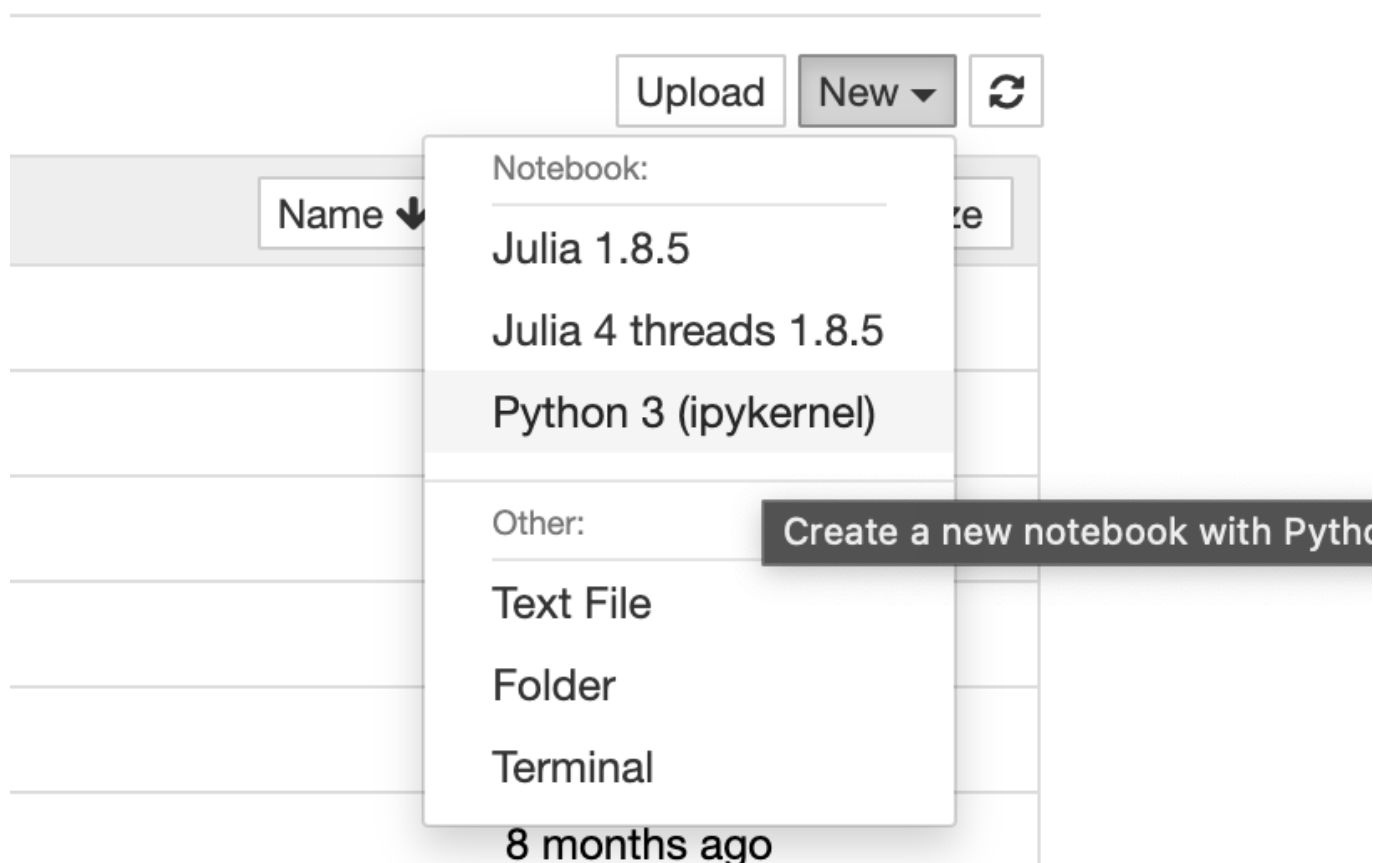 Upload New
Notebook:
Name
Julia 1.8.5
Julia 4 threads 1.8.5
Python 3 (ipykernel)
Other:
Create a new notebook with
Text File
Folder
Terminal
8 months ago